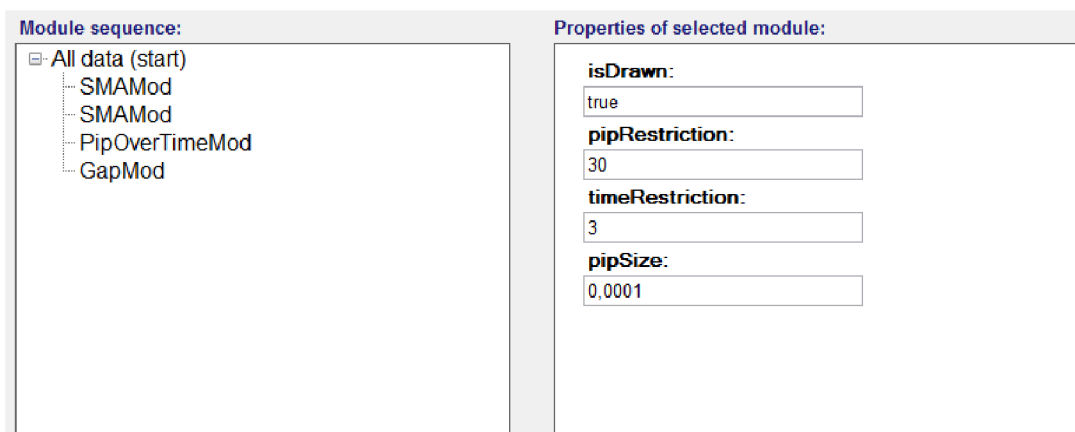 Module sequence:
All data (start)
SMAMod
SMAMod
PipOverTimeMod
GapMod
Properties of selected module:
isDrawn:
true
pipRestriction:
30
timeRestriction:
3
pipSize:
0,0001